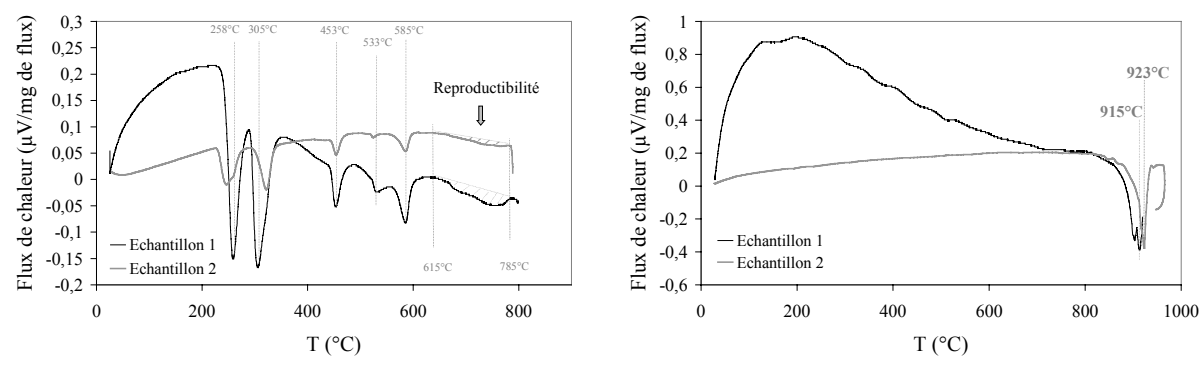 0,3
0,25
0,2
0,15
0,1
0,05
0
-0,05
-0,1
-0,15
-0,2
Flux de chaleur (µV/mg de flux)
258°C
305°C
453°C
533°C
585°C
Reproductibilité
615°C
785°C
Echantillon 1
Echantillon 2
0 200 400 600 800
T (°C)
1
0,8
0,6
0,4
0,2
0
-0,2
-0,4
-0,6
Flux de chaleur (µV/mg de flux)
923°C
915°C
Echantillon 1
Echantillon 2
0 200 400 600 800 1000
T (°C)